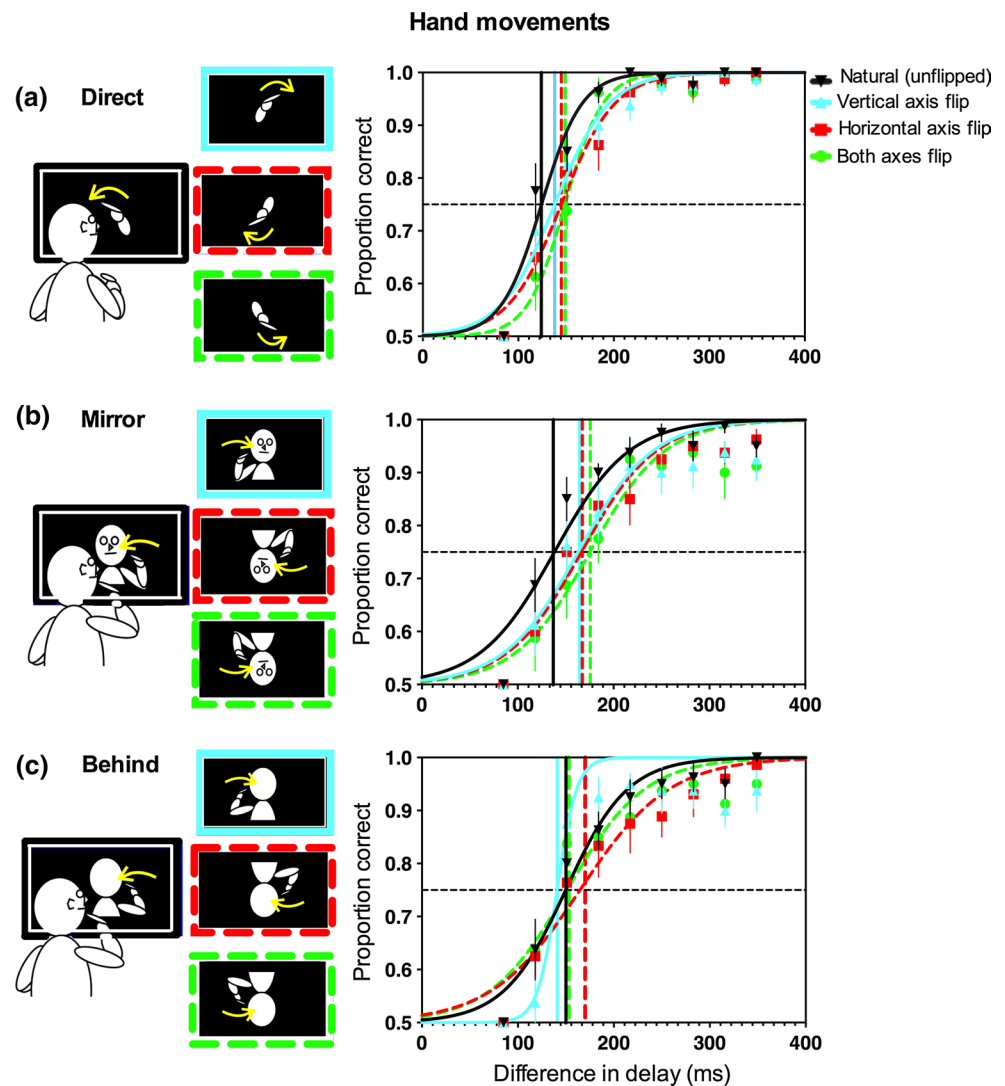 Hand movements
(a) Direct
1.0
0.9
0.8
0.7
0.6
0.5
Proportion correct
0 100 200 300 400
Natural (unflipped)
Vertical axis flip
Horizontal axis flip
Both axes flip
(b) Mirror
1.0
0.9
0.8
0.7
0.6
0.5
Proportion correct
0 100 200 300 400
(c) Behind
1.0
0.9
0.8
0.7
0.6
0.5
Proportion correct
0 100 200 300 400
Difference in delay (ms)